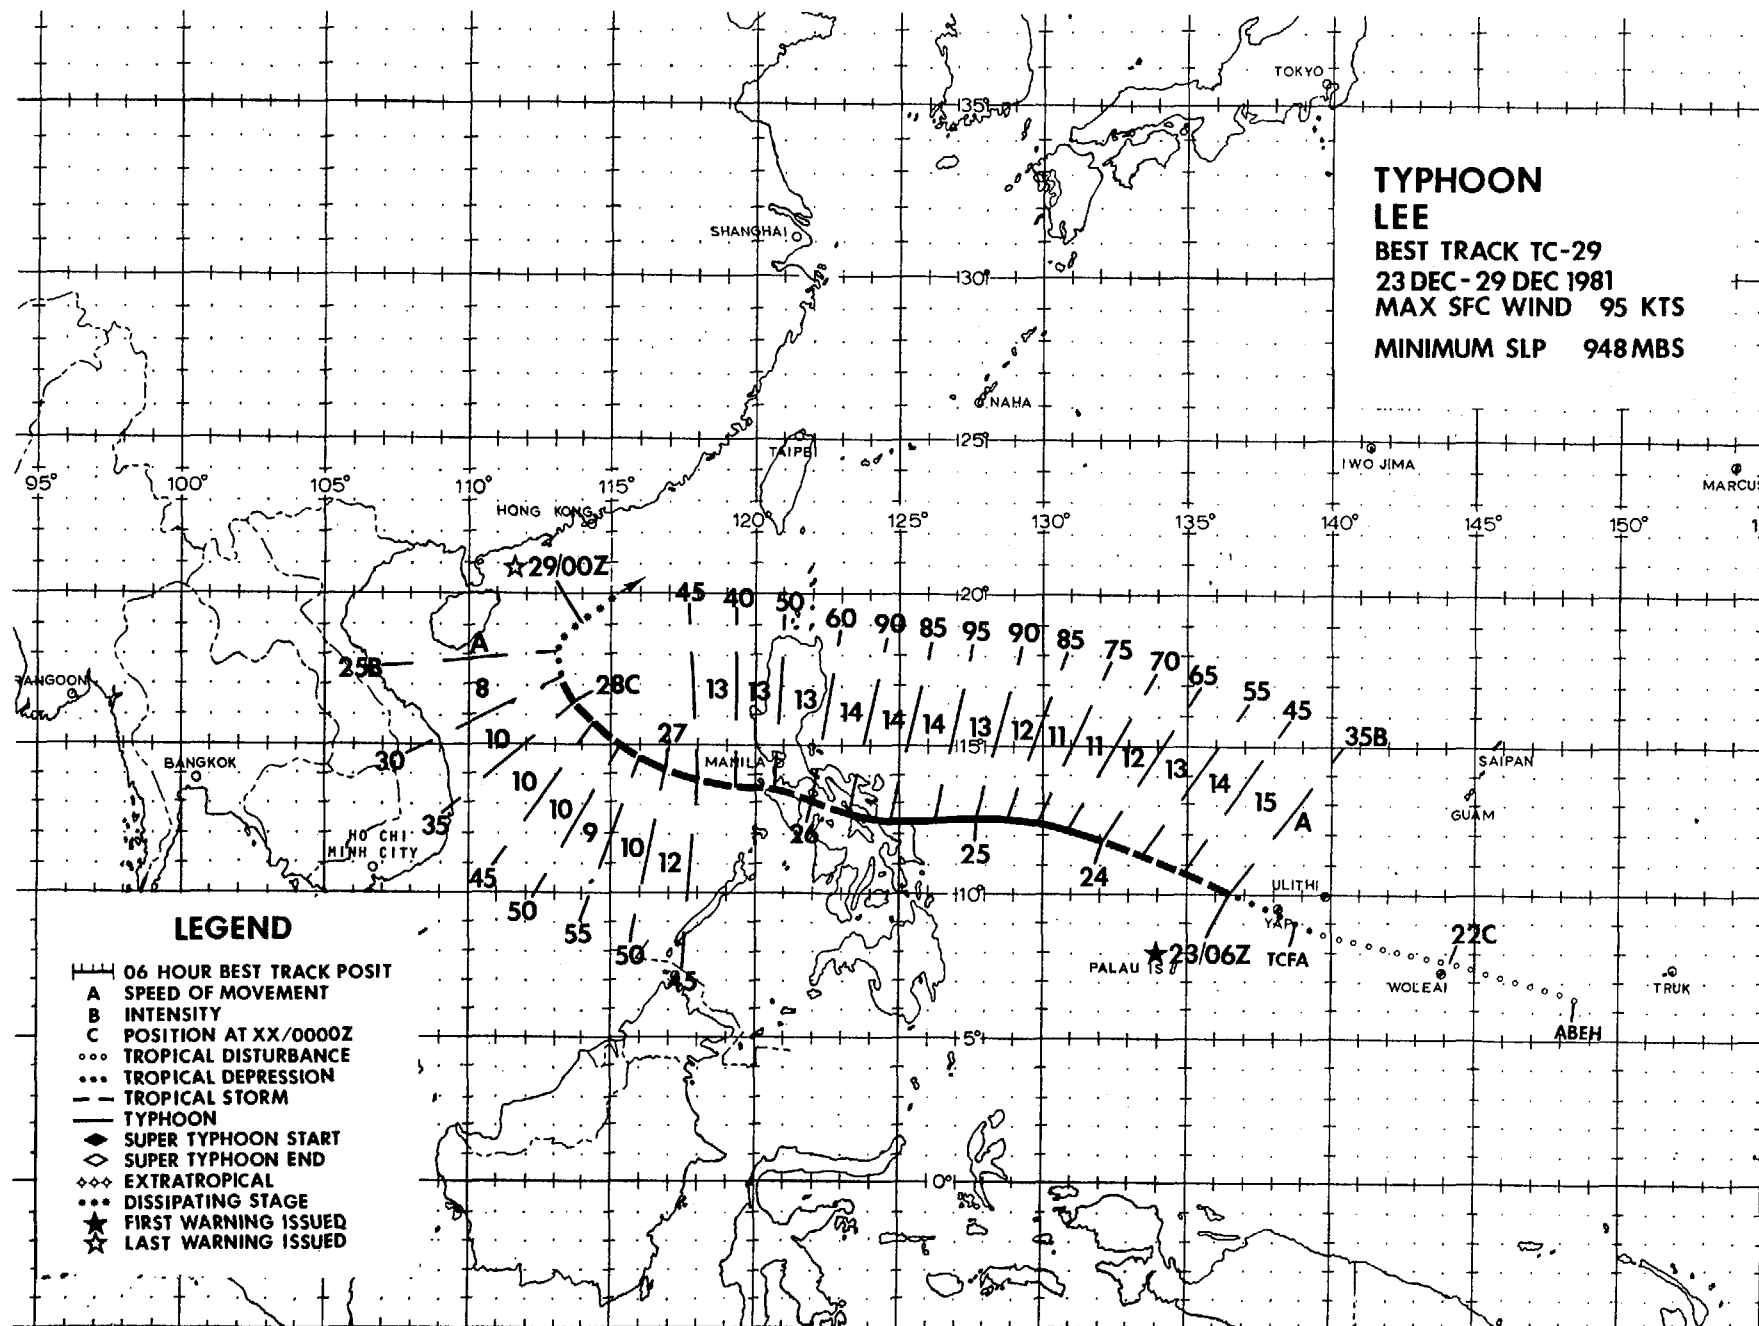 TOKYO
35°
TYPHOON
LEE
BEST TRACK TC-29
23 DEC-29 DEC 1981
MAX SFC WIND 95 KTS
MINIMUM SLP 948 MBS
SHANGHAI
30°
NAHA
25°
TAIPEI
IWO JIMA
MARCUS
95° 100° 105° 110° 115°
HONG KONG
120° 125° 130° 135° 140° 145° 150°
29/00Z
20°
45 40 50 60 90 85 95 90 85 75 70 65 55 45 35B
A
25B
RANGOON
8
28C
13 13 13 14 14 14 13 12 11 11 12 13 14 15 A
10
27
30
15°
BANGKOK
MANILA
SAIPAN
10
10
GUAM
35
9
HO CHI
MINH CITY
26
25
10
12
24
45
10°
ULITHI
50
YAP
55
50
23/06Z
TCFA
22C
PALAU IS
45
WOLEAI
TRUK
ABEH
5°
0°
LEGEND
06 HOUR BEST TRACK POSIT
A SPEED OF MOVEMENT
B INTENSITY
C POSITION AT XX/0000Z
TROPICAL DISTURBANCE
TROPICAL DEPRESSION
TROPICAL STORM
TYPHOON
SUPER TYPHOON START
SUPER TYPHOON END
EXTRATROPICAL
DISSIPATING STAGE
FIRST WARNING ISSUED
LAST WARNING ISSUED